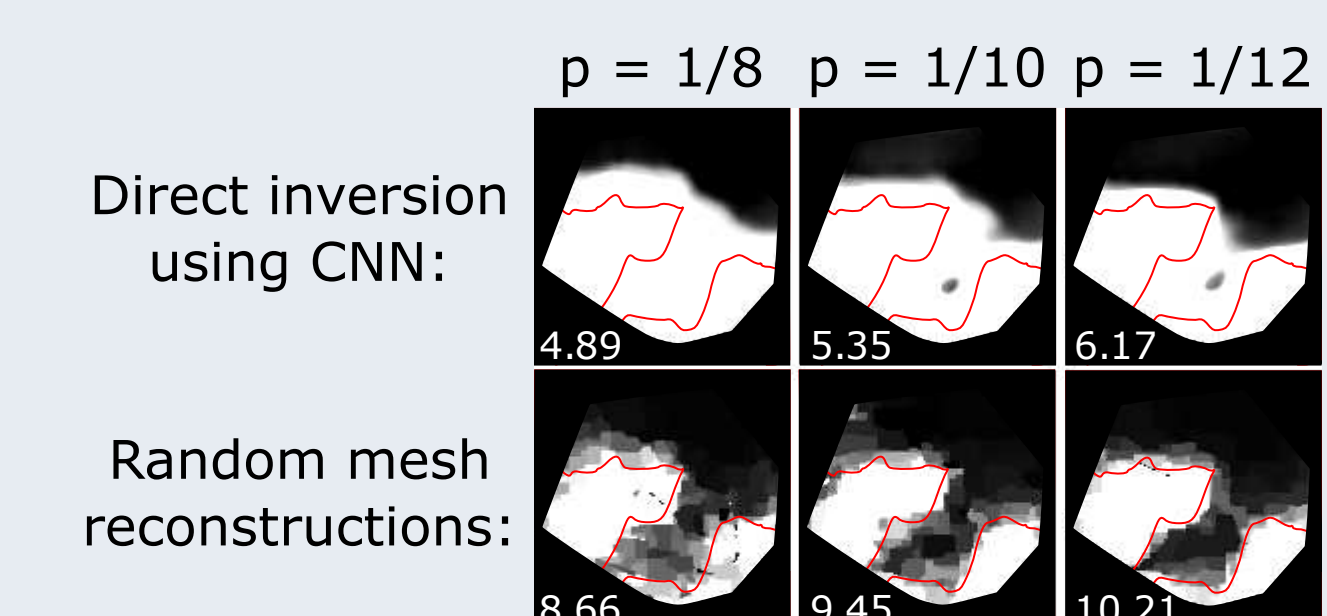 p = 1/8 p = 1/10 p = 1/12
Direct inversion
using CNN:
4.89 5.35 6.17
Random mesh
reconstructions:
8.66 9.45 10.21